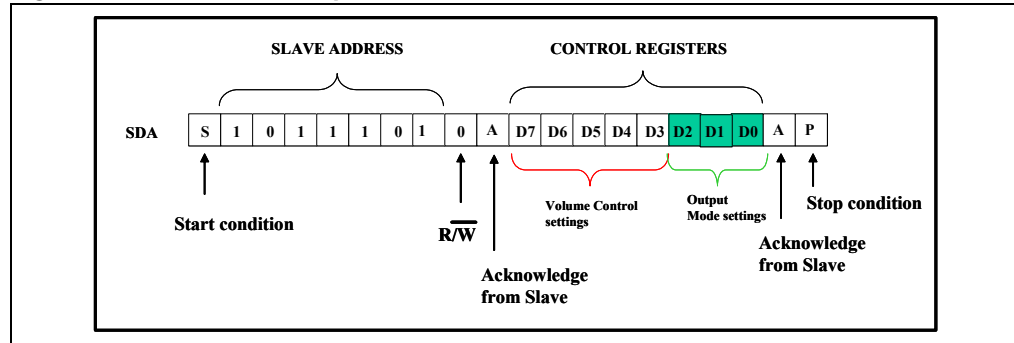 SLAVE ADDRESS CONTROL REGISTERS
SDA S 1 0 1 1 1 0 1 0 A D7 D6 D5 D4 D3 D2 D1 D0 A P
Start condition
R/W
Acknowledge
from Slave
Volume Control
settings
Output
Mode settings
Stop condition
Acknowledge
from Slave